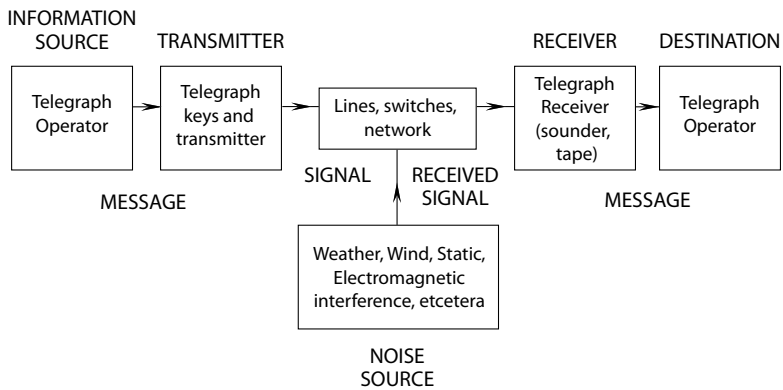 INFORMATION
SOURCE
TRANSMITTER
RECEIVER
DESTINATION
Telegraph
Operator
Telegraph
keys and
transmitter
Lines, switches,
network
Telegraph
Receiver
(sounder,
tape)
Telegraph
Operator
MESSAGE
SIGNAL
RECEIVED
SIGNAL
MESSAGE
Weather, Wind, Static,
Electromagnetic
interference, etcetera
NOISE
SOURCE